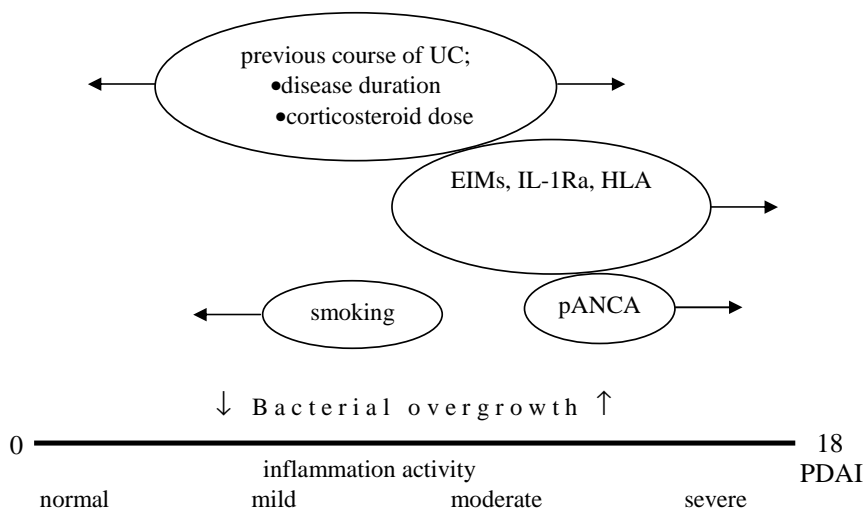 previous course of UC;
•disease duration
•corticosteroid dose
EIMs, IL-1Ra, HLA
smoking
pANCA
↓ Bacterial overgrowth ↑
0
18
PDAI
inflammation activity
normal mild moderate severe